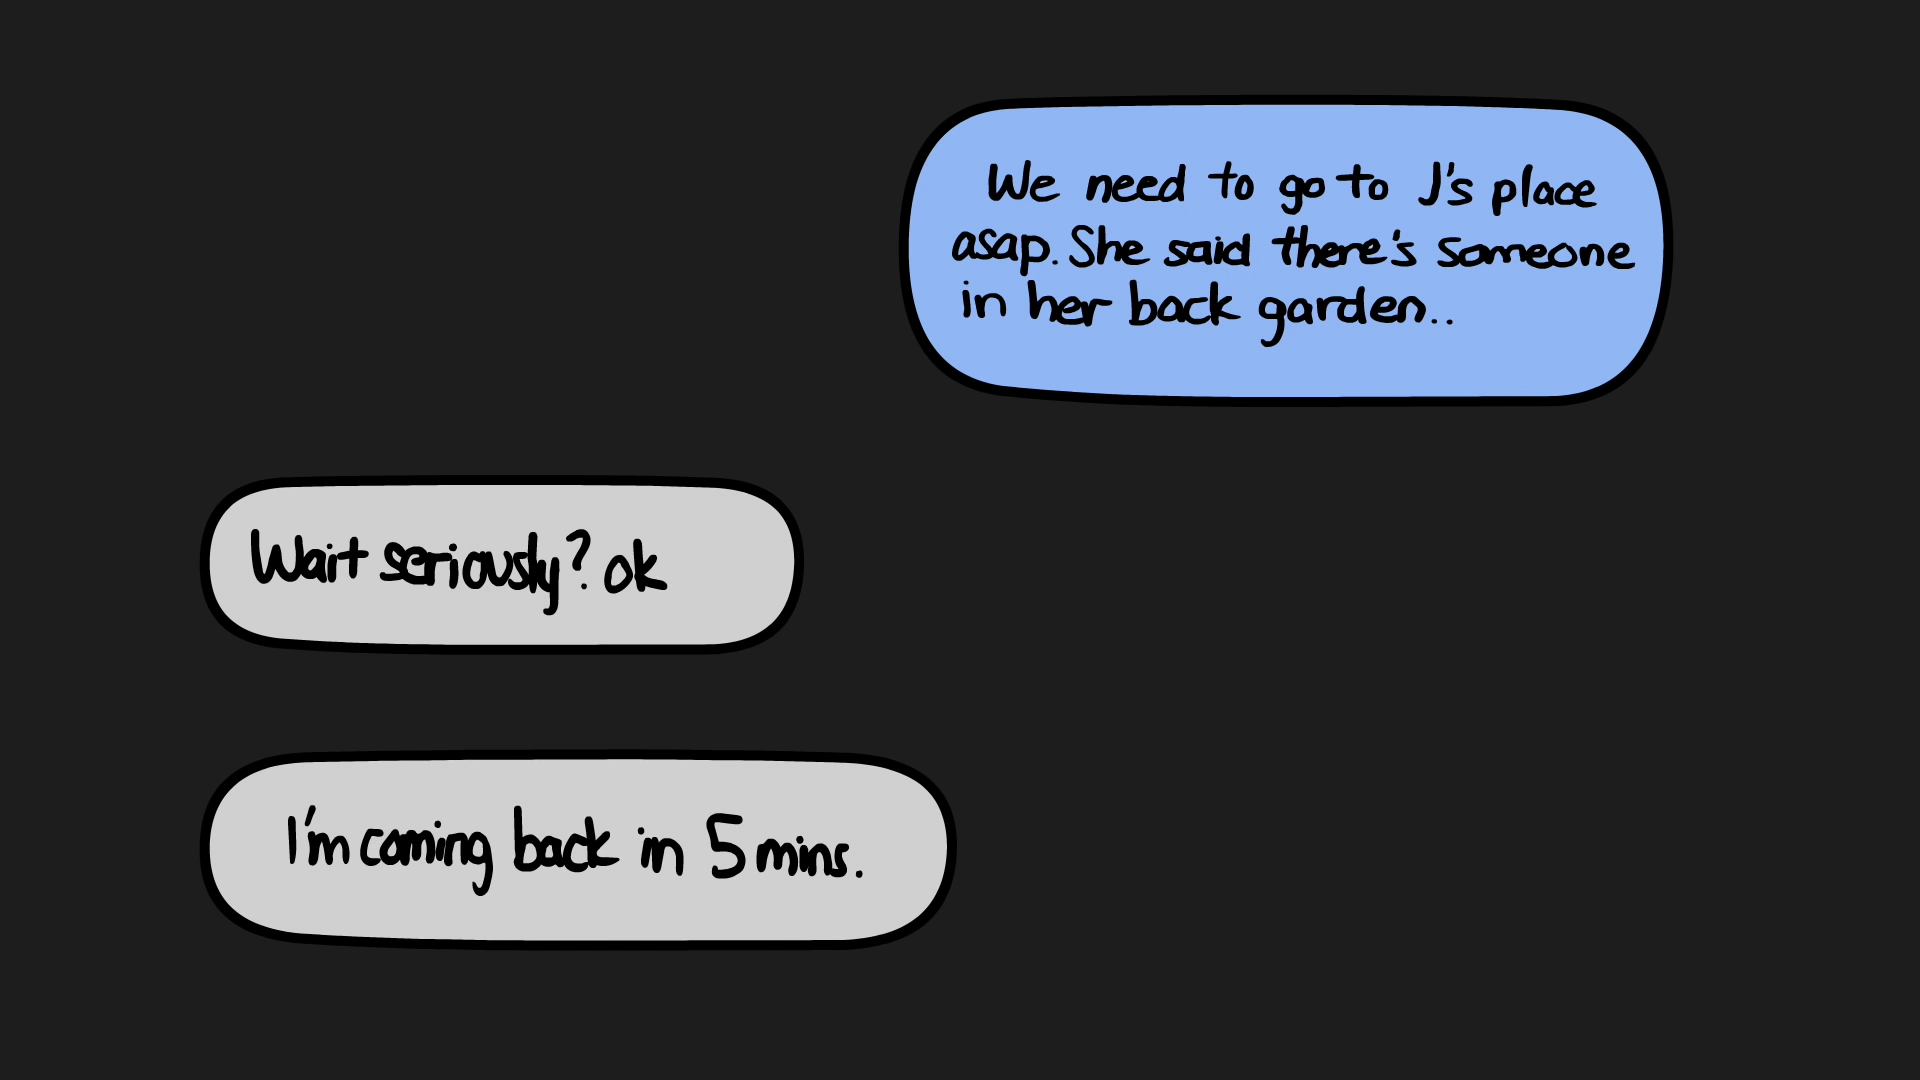 We need to go to J's place
asap. She said there's someone
in her back garden..
Wait seriously? ok
I'm coming back in 5 mins.